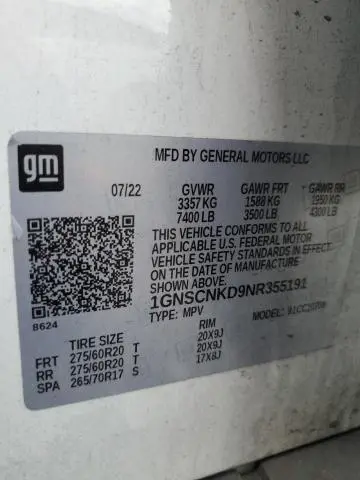 gm
MFD BY GENERAL MOTORS LLC
07/22 GVWR GAWR FRT GAWR RR
3357 KG 1588 KG 1950 KG
7400 LB 3500 LB 4300 LB
THIS VEHICLE CONFORMS TO ALL
APPLICABLE U.S. FEDERAL MOTOR
VEHICLE SAFETY STANDARDS
IN EFFECT ON THE DATE OF
MANUFACTURE SHOWN ABOVE.
1GNSCNKD9NR355191
8624
TYPE: MPV MODEL:
TIRE SIZE RIM
FRT 275/60R20 T 20X9J
RR 275/60R20 T 20X9J
SPA 265/70R17 S 17X8J